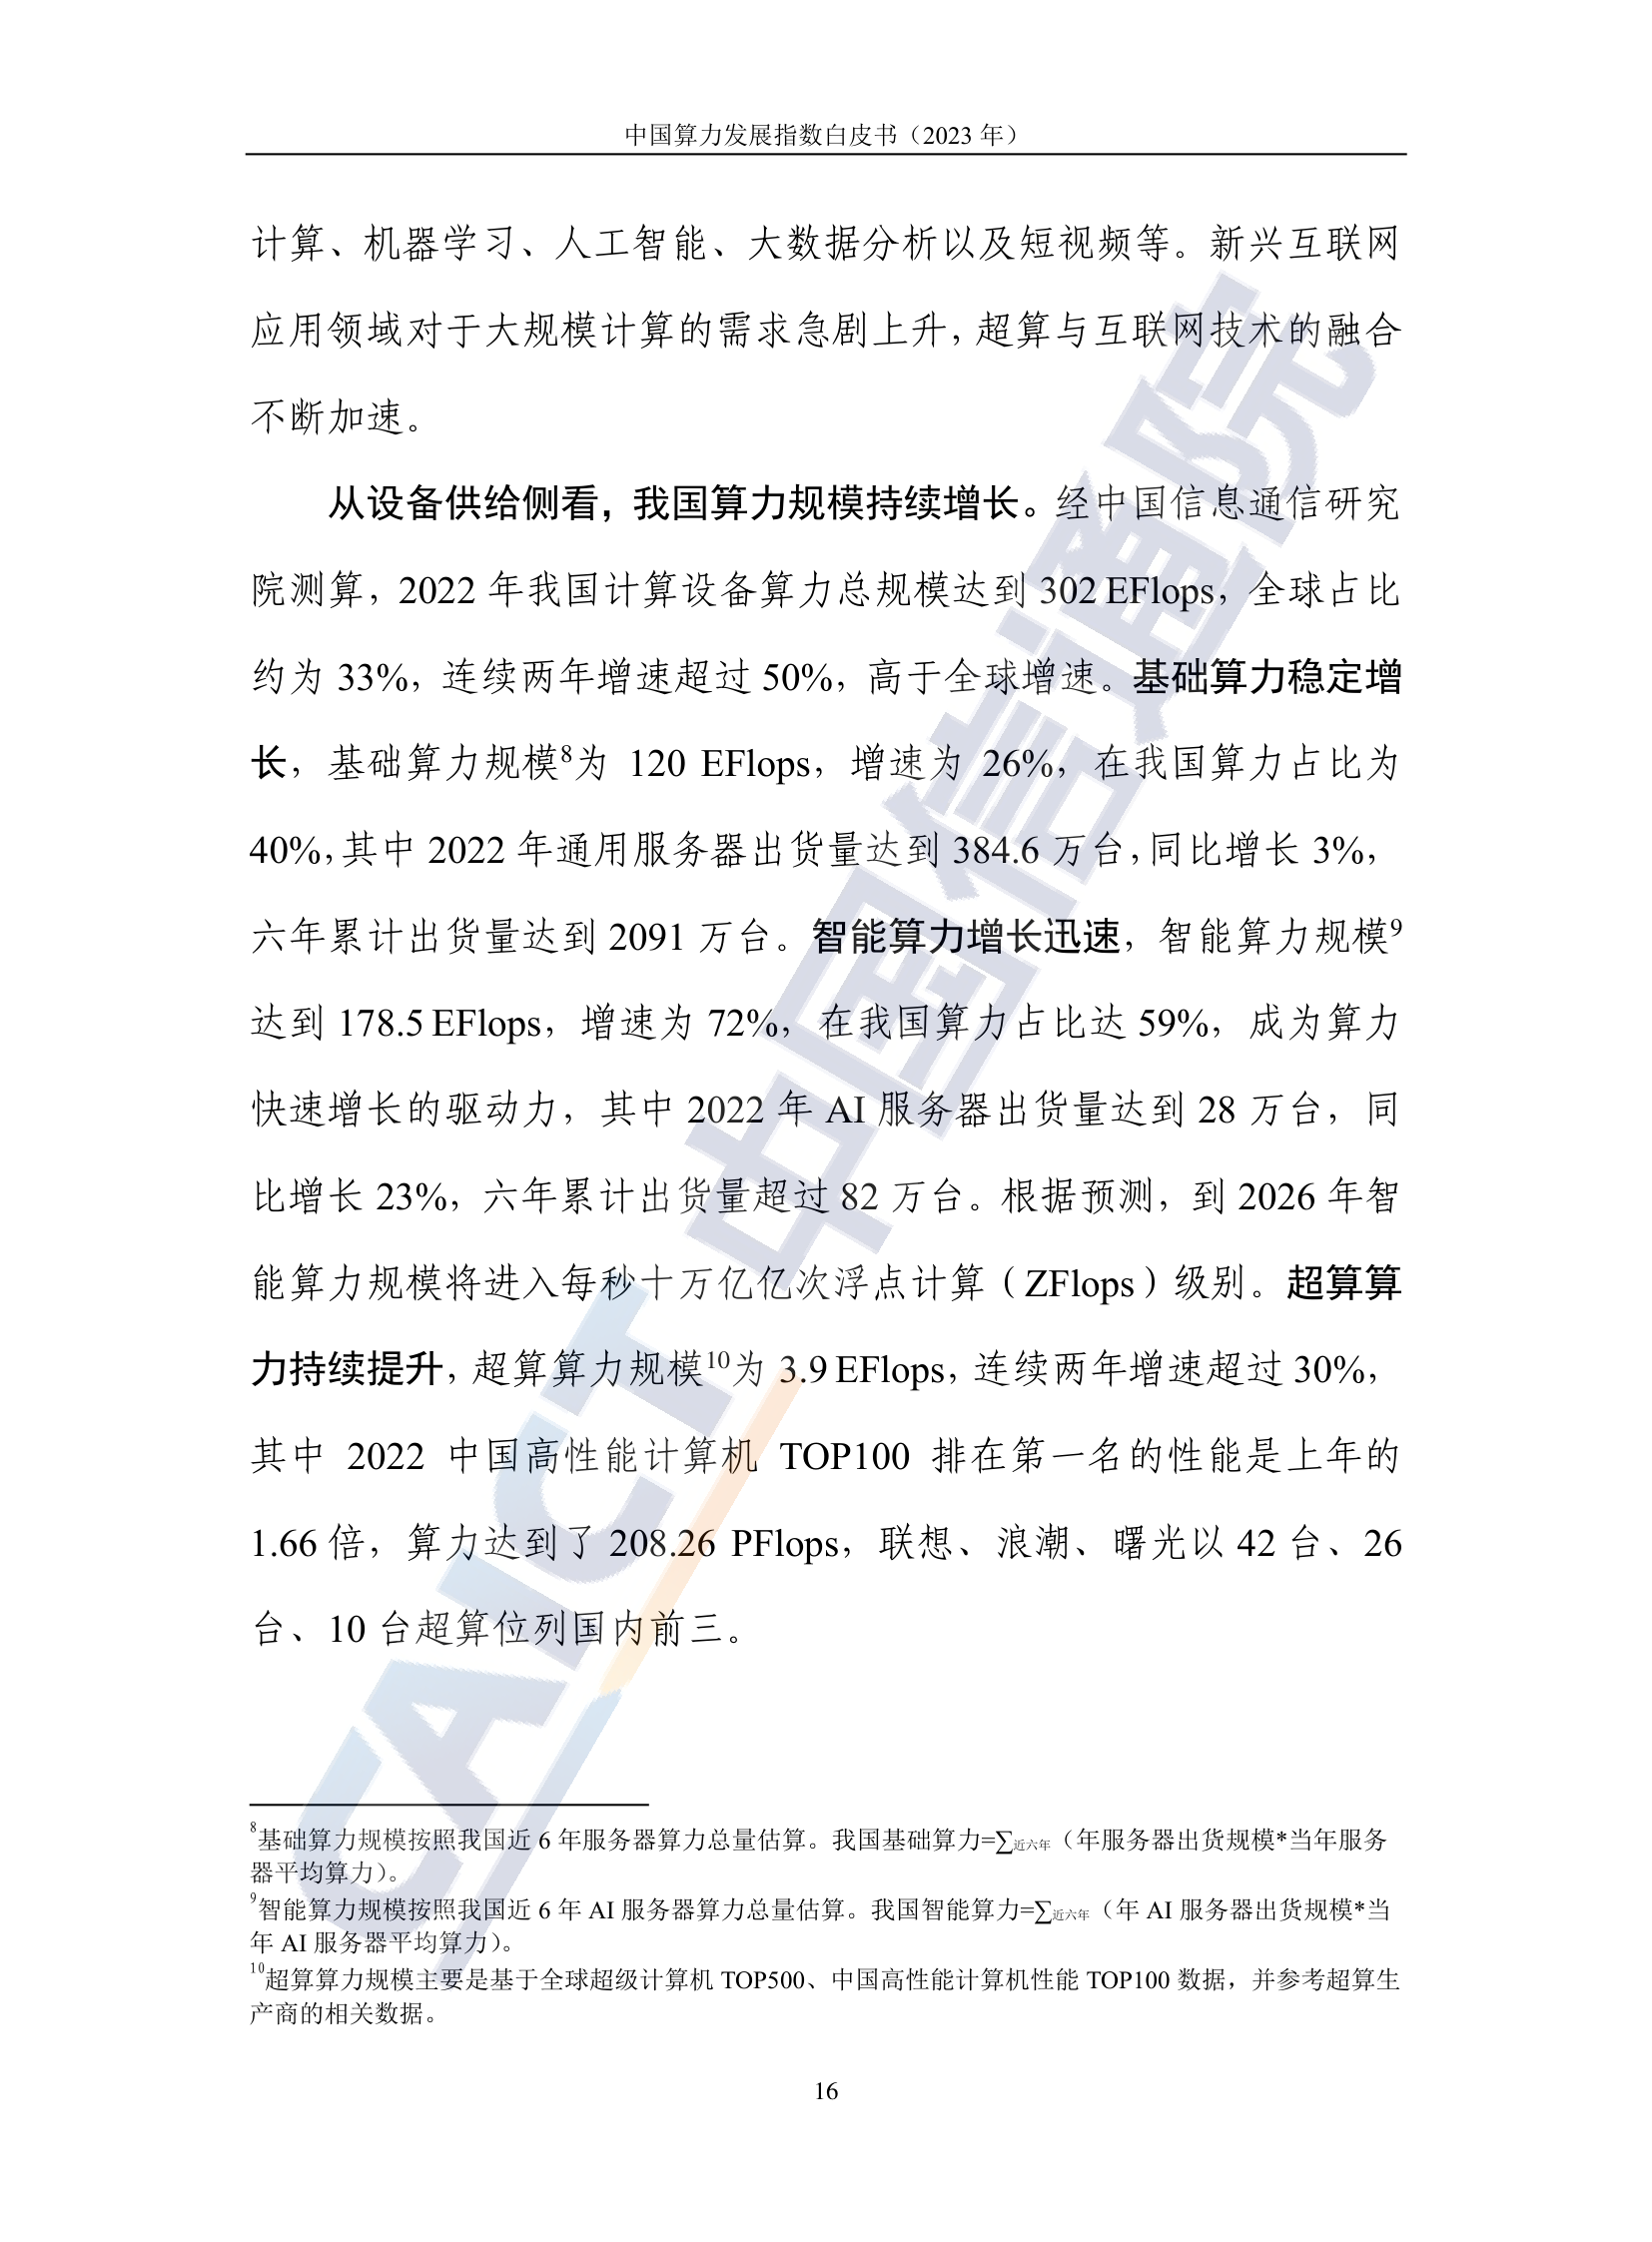 中国算力发展指数白皮书（2023 年）
计算、机器学习、人工智能、大数据分析以及短视频等。新兴互联网
应用领域对于大规模计算的需求急剧上升，超算与互联网技术的融合
不断加速。
从设备供给侧看，我国算力规模持续增长。经中国信息通信研究
院测算，2022 年我国计算设备算力总规模达到 302 EFlops，全球占比
约为 33%，连续两年增速超过 50%，高于全球增速。基础算力稳定增
长，基础算力规模⁸为 120 EFlops，增速为 26%，在我国算力占比为
40%，其中 2022 年通用服务器出货量达到 384.6 万台，同比增长 3%，
六年累计出货量达到 2091 万台。智能算力增长迅速，智能算力规模⁹
达到 178.5 EFlops，增速为 72%，在我国算力占比达 59%，成为算力
快速增长的驱动力，其中 2022 年 AI 服务器出货量达到 28 万台，同
比增长 23%，六年累计出货量超过 82 万台。根据预测，到 2026 年智
能算力规模将进入每秒十万亿亿次浮点计算（ZFlops）级别。超算算
力持续提升，超算算力规模¹⁰为 3.9 EFlops，连续两年增速超过 30%，
其中 2022 中国高性能计算机 TOP100 排在第一名的性能是上年的
1.66 倍，算力达到了 208.26 PFlops，联想、浪潮、曙光以 42 台、26
台、10 台超算位列国内前三。
⁸基础算力规模按照我国近 6 年服务器算力总量估算。我国基础算力=∑近六年（年服务器出货规模*当年服务
器平均算力）。
⁹智能算力规模按照我国近 6 年 AI 服务器算力总量估算。我国智能算力=∑近六年（年 AI 服务器出货规模*当
年 AI 服务器平均算力）。
¹⁰超算算力规模主要是基于全球超级计算机 TOP500、中国高性能计算机性能 TOP100 数据，并参考超算生
产商的相关数据。
16
CAICT 中国信通院